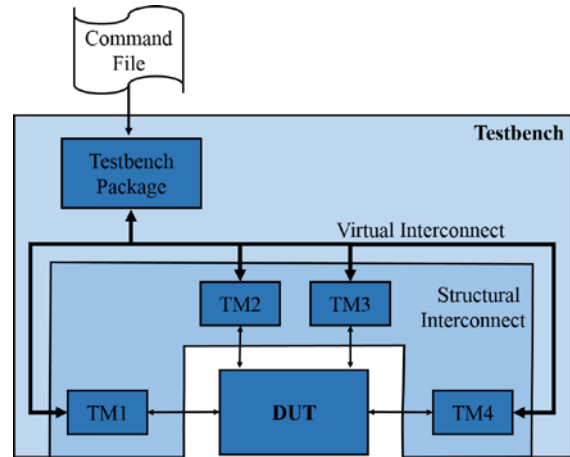 Command
File
Testbench
Testbench
Package
Virtual Interconnect
TM2
TM3
Structural
Interconnect
TM1
DUT
TM4